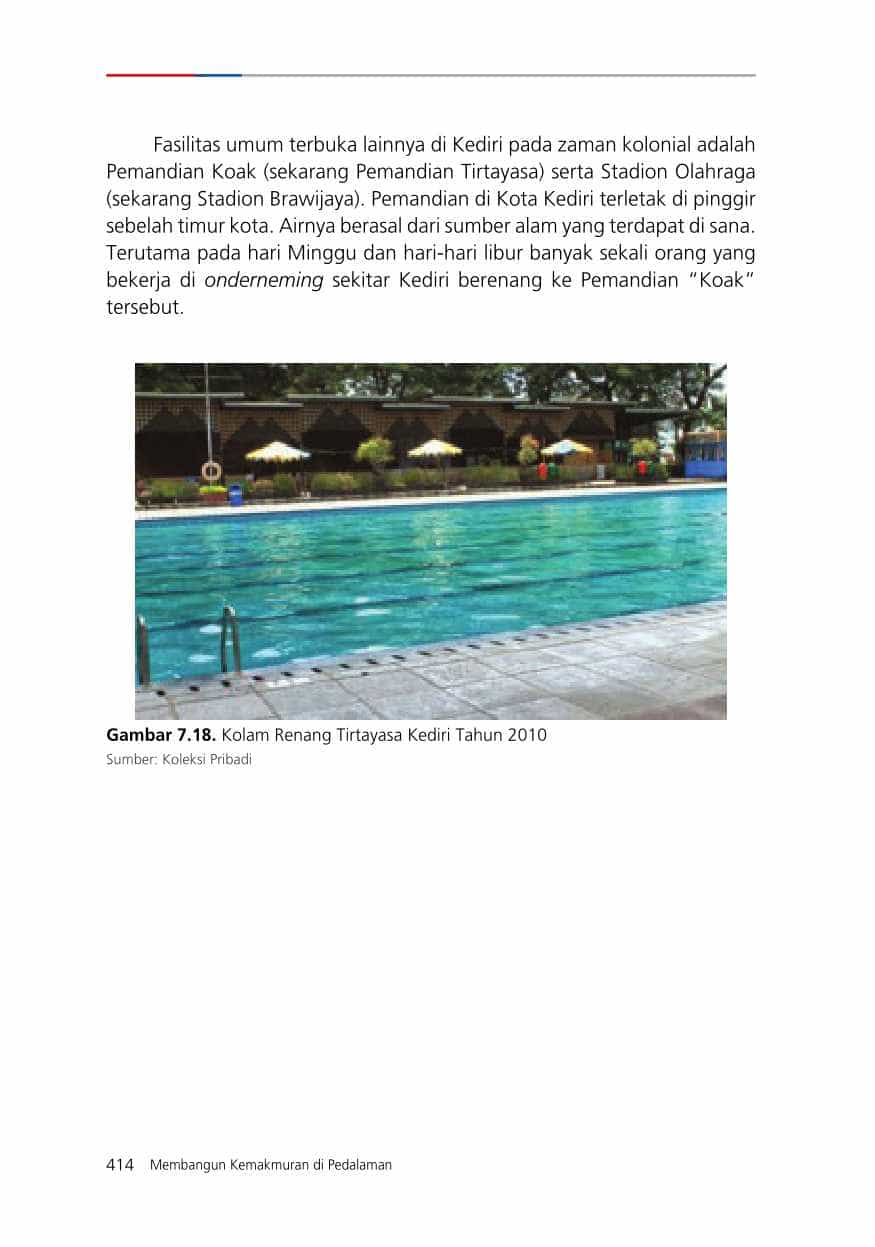 Fasilitas umum terbuka lainnya di Kediri pada zaman kolonial adalah
Pemandian Koak (sekarang Pemandian Tirtayasa) serta Stadion Olahraga
(sekarang Stadion Brawijaya). Pemandian di Kota Kediri terletak di pinggir
sebelah timur kota. Airnya berasal dari sumber alam yang terdapat di sana.
Terutama pada hari Minggu dan hari-hari libur banyak sekali orang yang
bekerja di onderneming sekitar Kediri berenang ke Pemandian “Koak”
tersebut.
Gambar 7.18. Kolam Renang Tirtayasa Kediri Tahun 2010
Sumber: Koleksi Pribadi
414 Membangun Kemakmuran di Pedalaman